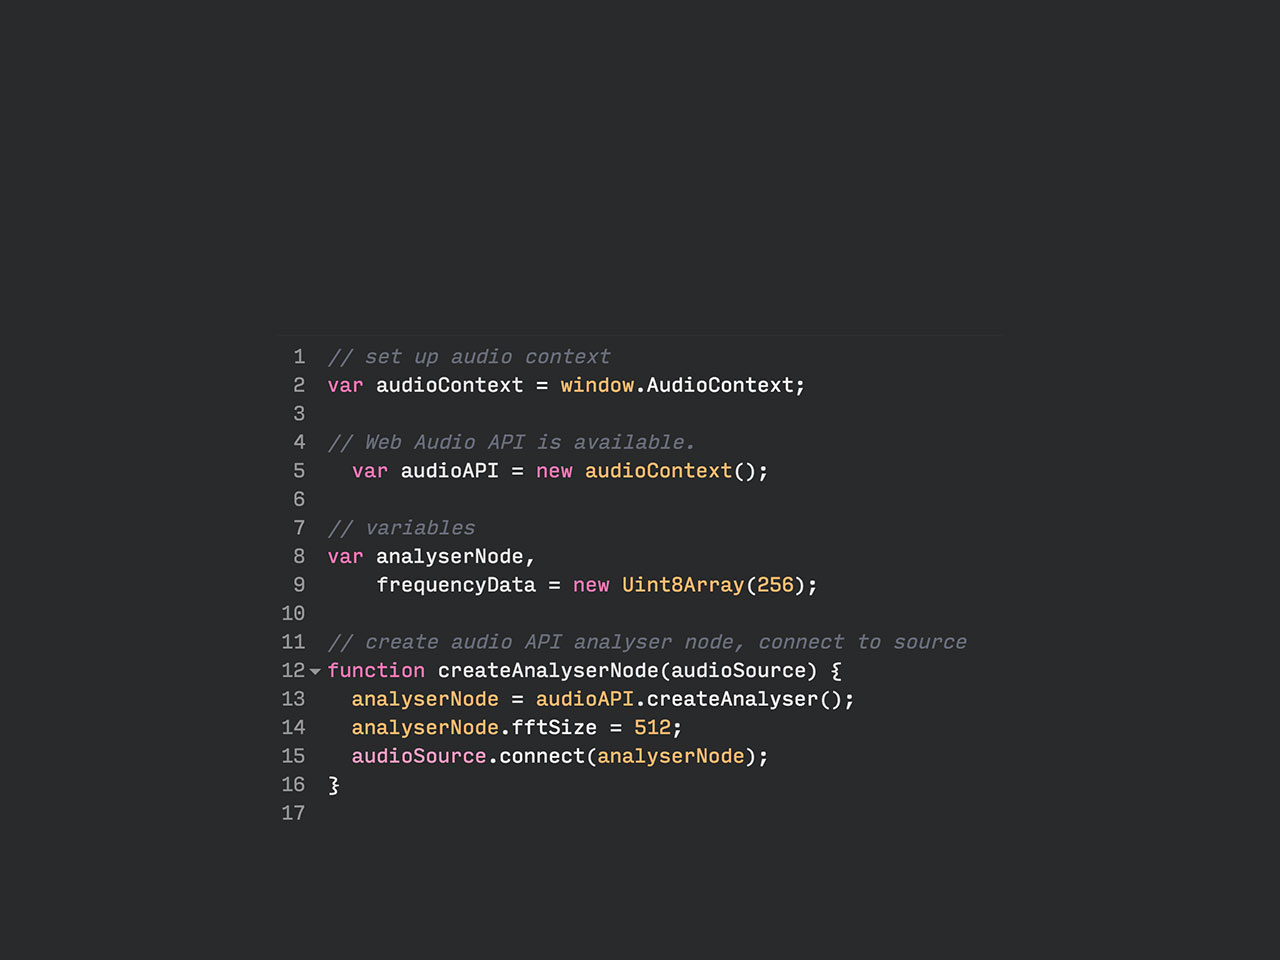 1 // set up audio context
2 var audioContext = window.AudioContext;
3
4 // Web Audio API is available.
5 var audioAPI = new audioContext();
6
7 // variables
8 var analyserNode,
9 frequencyData = new Uint8Array(256);
10
11 // create audio API analyser node, connect to source
12 function createAnalyserNode(audioSource) {
13 analyserNode = audioAPI.createAnalyser();
14 analyserNode.fftSize = 512;
15 audioSource.connect(analyserNode);
16 }
17